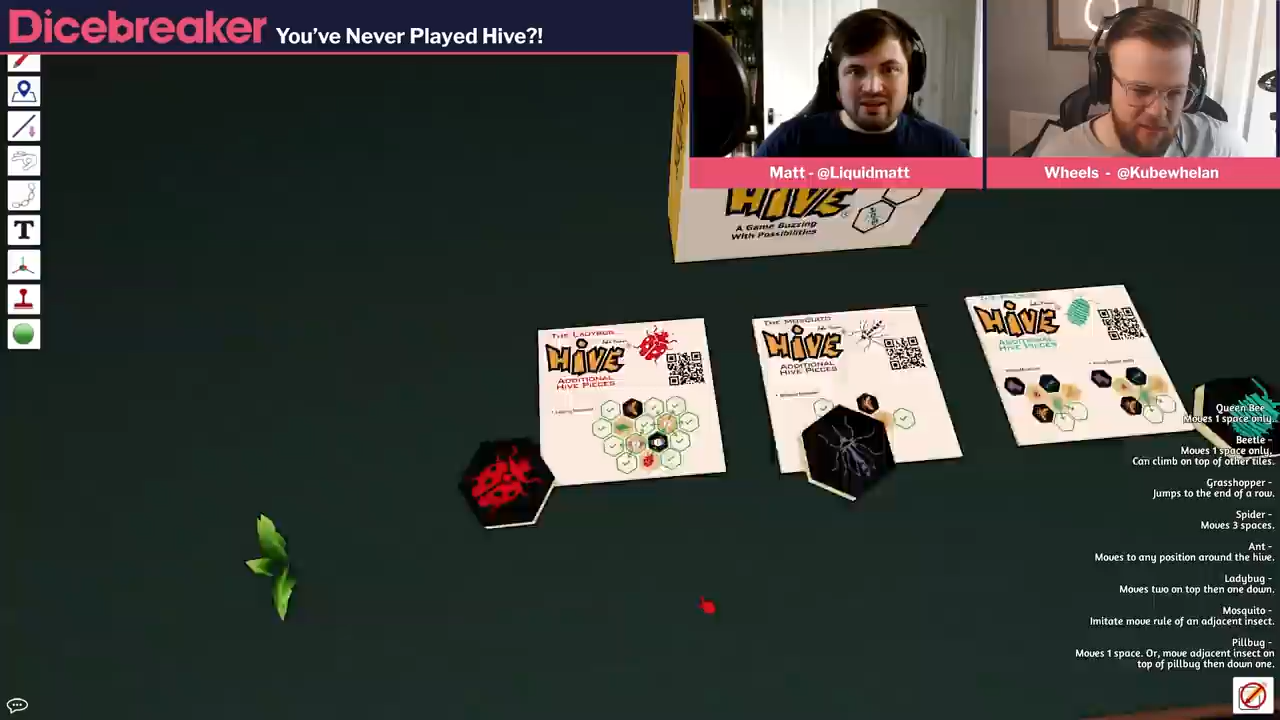 Dicebreaker You've Never Played Hive?!
Matt - @Liquidmatt
Wheels - @Kubewhelan
T
HIVE
A Game Buzzing
With Possibilities
THE LADYBUG
HIVE
ADDITIONAL
HIVE PIECES
THE MOSQUITO
HIVE
ADDITIONAL
HIVE PIECES
HIVE
ADDITIONAL
HIVE PIECES
Queen Bee -
Moves 1 space only.
Beetle -
Moves 1 space only,
Can climb on top of other tiles.
Grasshopper -
Jumps to the end of a row.
Spider -
Moves 3 spaces.
Ant -
Moves to any position around the hive.
Ladybug -
Moves two on top then one down.
Mosquito -
Imitate move rule of an adjacent insect.
Pillbug -
Moves 1 space. Or, move adjacent insect on
top of pillbug then down one.